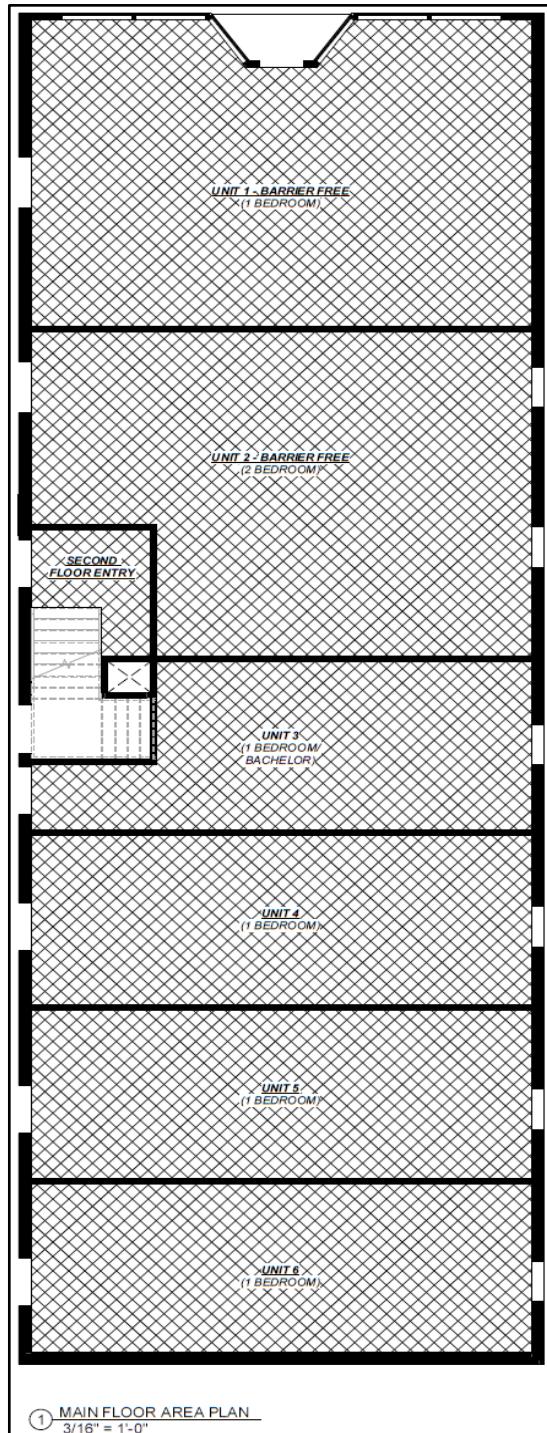 UNIT 1 - BARRIER FREE
(1 BEDROOM)
UNIT 2 - BARRIER FREE
(2 BEDROOM)
SECOND
FLOOR ENTRY
UNIT 3
(1 BEDROOM/
BACHELOR)
UNIT 4
(1 BEDROOM)
UNIT 5
(1 BEDROOM)
UNIT 6
(1 BEDROOM)
1 MAIN FLOOR AREA PLAN
3/16" = 1'-0"